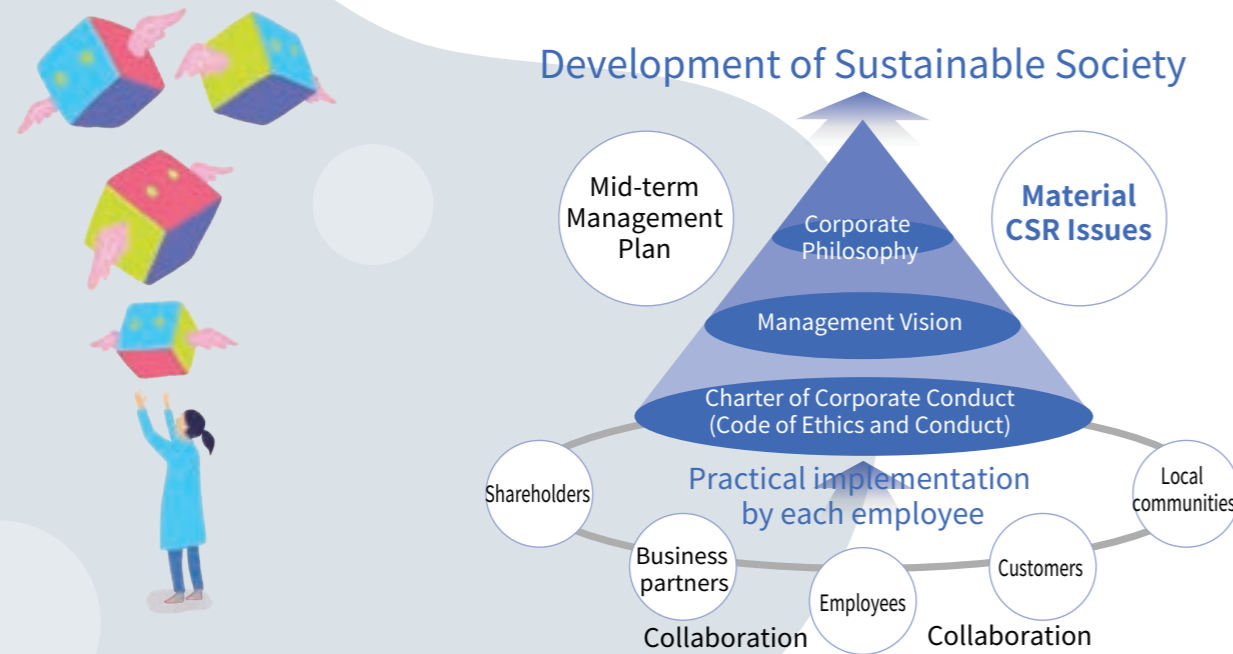 Development of Sustainable Society
Mid-term
Management
Plan
Material
CSR Issues
Corporate
Philosophy
Management Vision
Charter of Corporate Conduct
(Code of Ethics and Conduct)
Practical implementation
by each employee
Shareholders
Business
partners
Employees
Customers
Local
communities
Collaboration
Collaboration